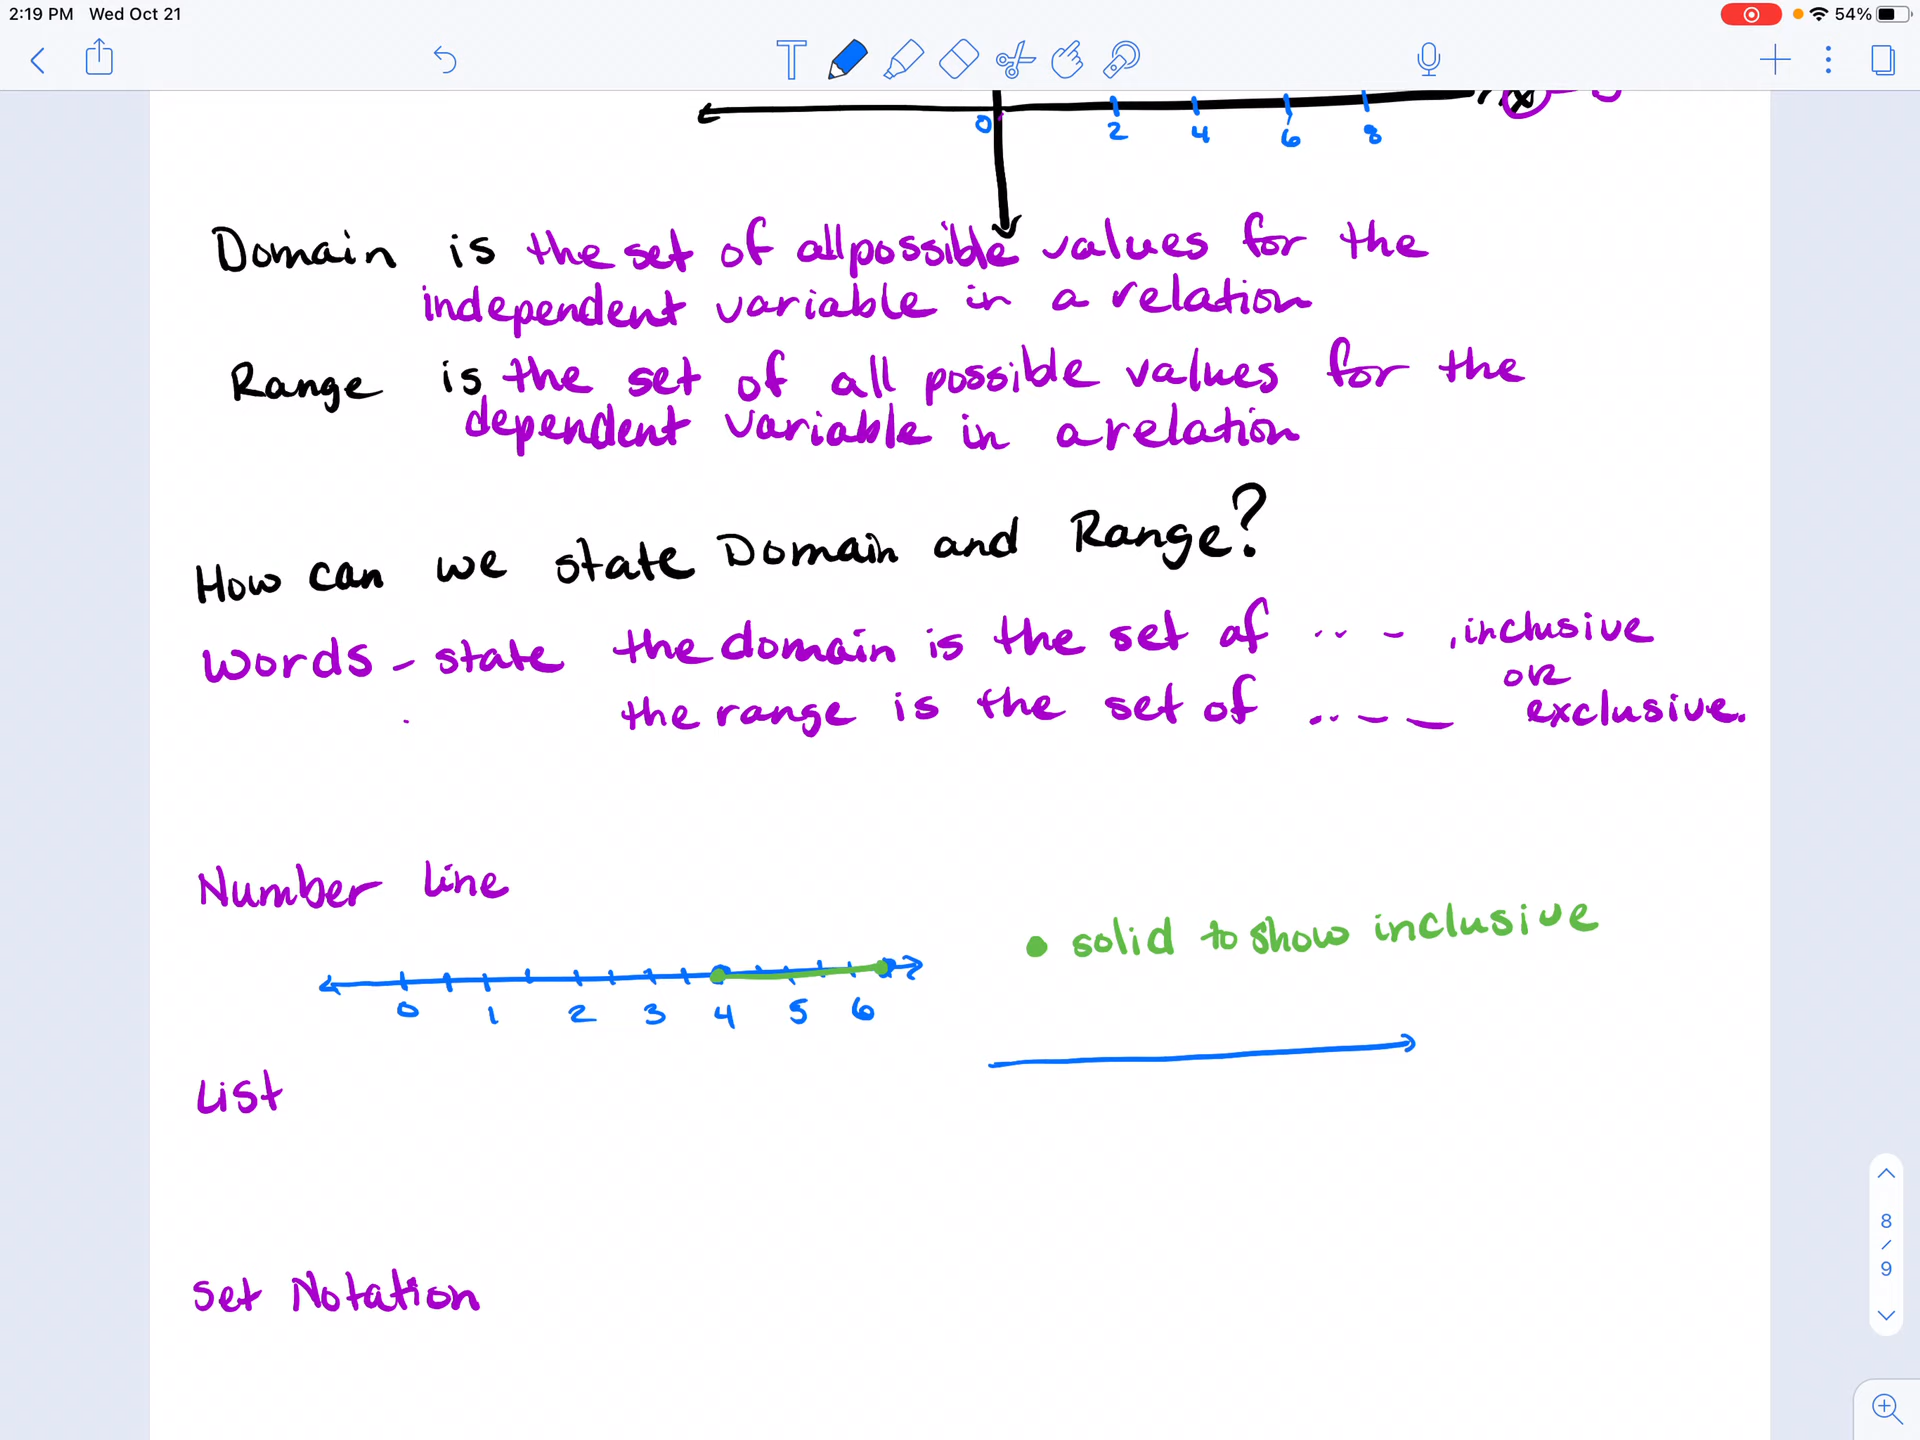 2:19 PM Wed Oct 21
54%
T
x
0 2 4 6 8
Domain is the set of all possible values for the
independent variable in a relation
Range is the set of all possible values for the
dependent variable in a relation
How can we state Domain and Range?
Words - state the domain is the set of .. - , inclusive
or
the range is the set of .. - — exclusive.
Number Line
• solid to show inclusive
0 1 2 3 4 5 6
List
Set Notation
8
/
9